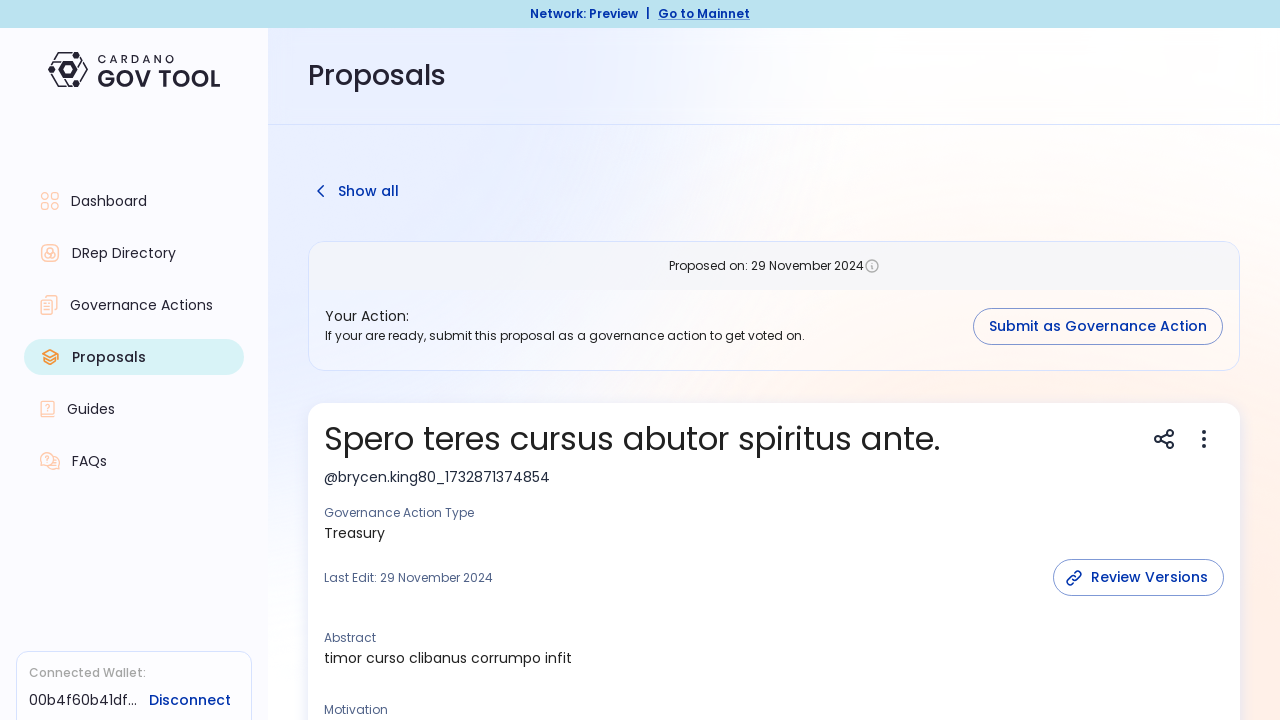 Network: Preview | Go to Mainnet
CARDANO
GOV TOOL
Proposals
Dashboard
DRep Directory
Governance Actions
Proposals
Guides
FAQs
Connected Wallet:
00b4f60b41df... Disconnect
Show all
Proposed on: 29 November 2024
Your Action:
If your are ready, submit this proposal as a governance action to get voted on.
Submit as Governance Action
Spero teres cursus abutor spiritus ante.
@brycen.king80_1732871374854
Governance Action Type
Treasury
Last Edit: 29 November 2024
Review Versions
Abstract
timor curso clibanus corrumpo infit
Motivation